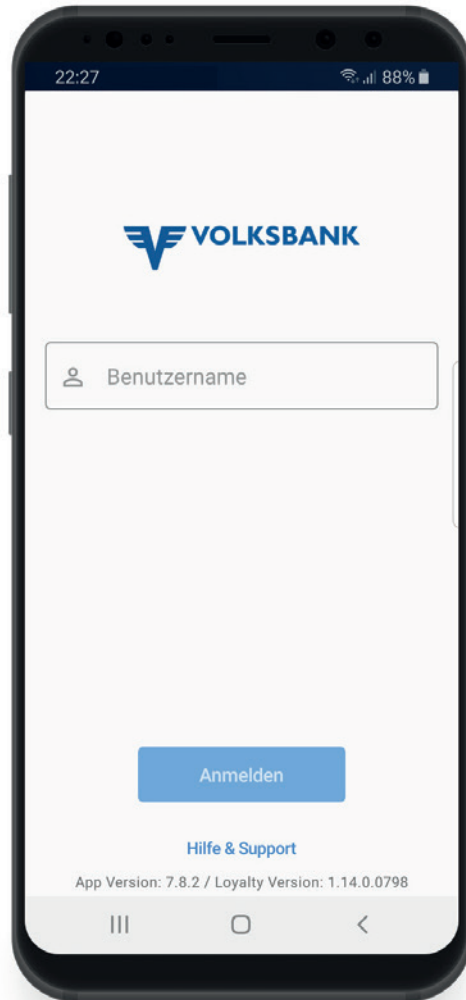 22:27 88%
VOLKSBANK
Benutzername
Anmelden
Hilfe & Support
App Version: 7.8.2 / Loyalty Version: 1.14.0.0798